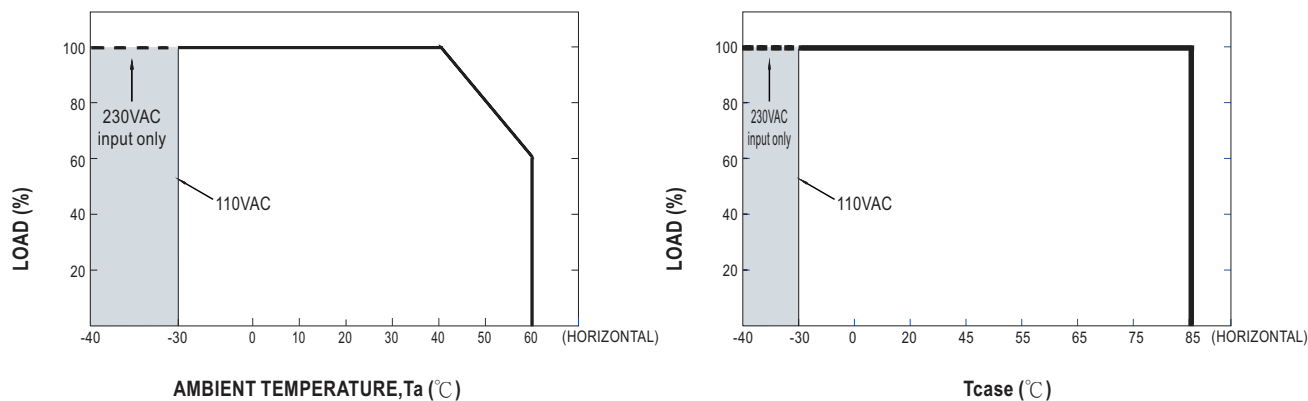 LOAD (%)
100
80
60
40
20
230VAC
input only
110VAC
-40
-30
0
10
20
30
40
50
60
(HORIZONTAL)
AMBIENT TEMPERATURE,Ta (℃)
LOAD (%)
100
80
60
40
20
230VAC
input only
110VAC
-40
-30
0
20
45
55
65
75
85
(HORIZONTAL)
Tcase (℃)